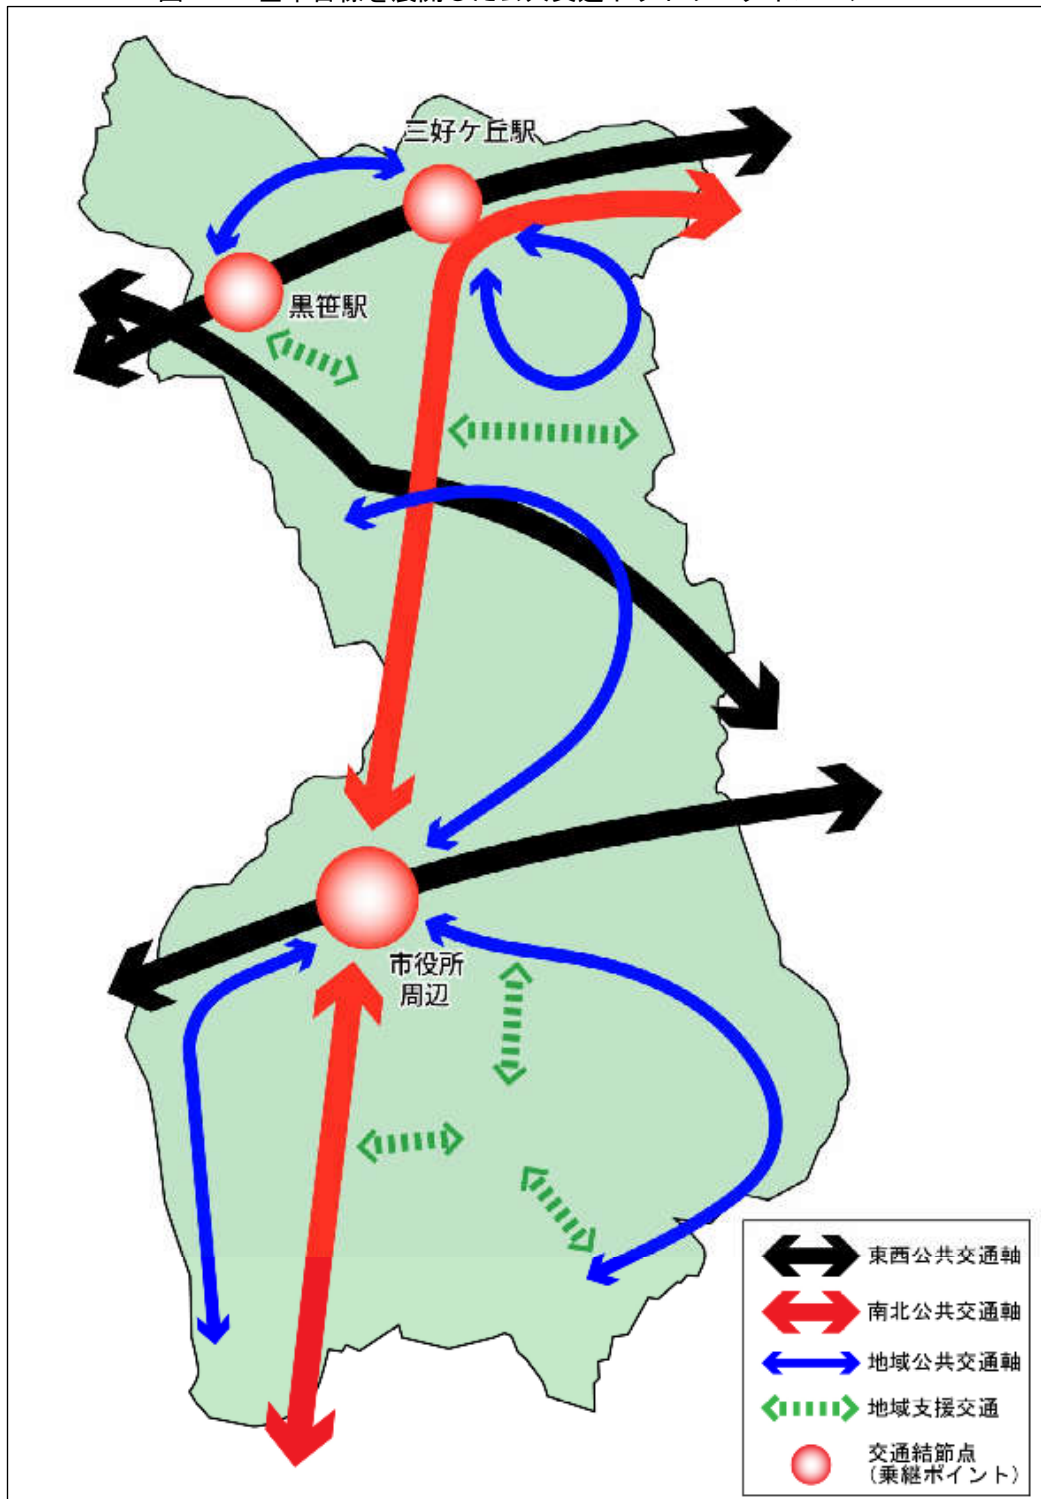 三好ケ丘駅
黒笹駅
市役所
周辺
東西公共交通軸
南北公共交通軸
地域公共交通軸
地域支援交通
交通結節点
(乗継ポイント)